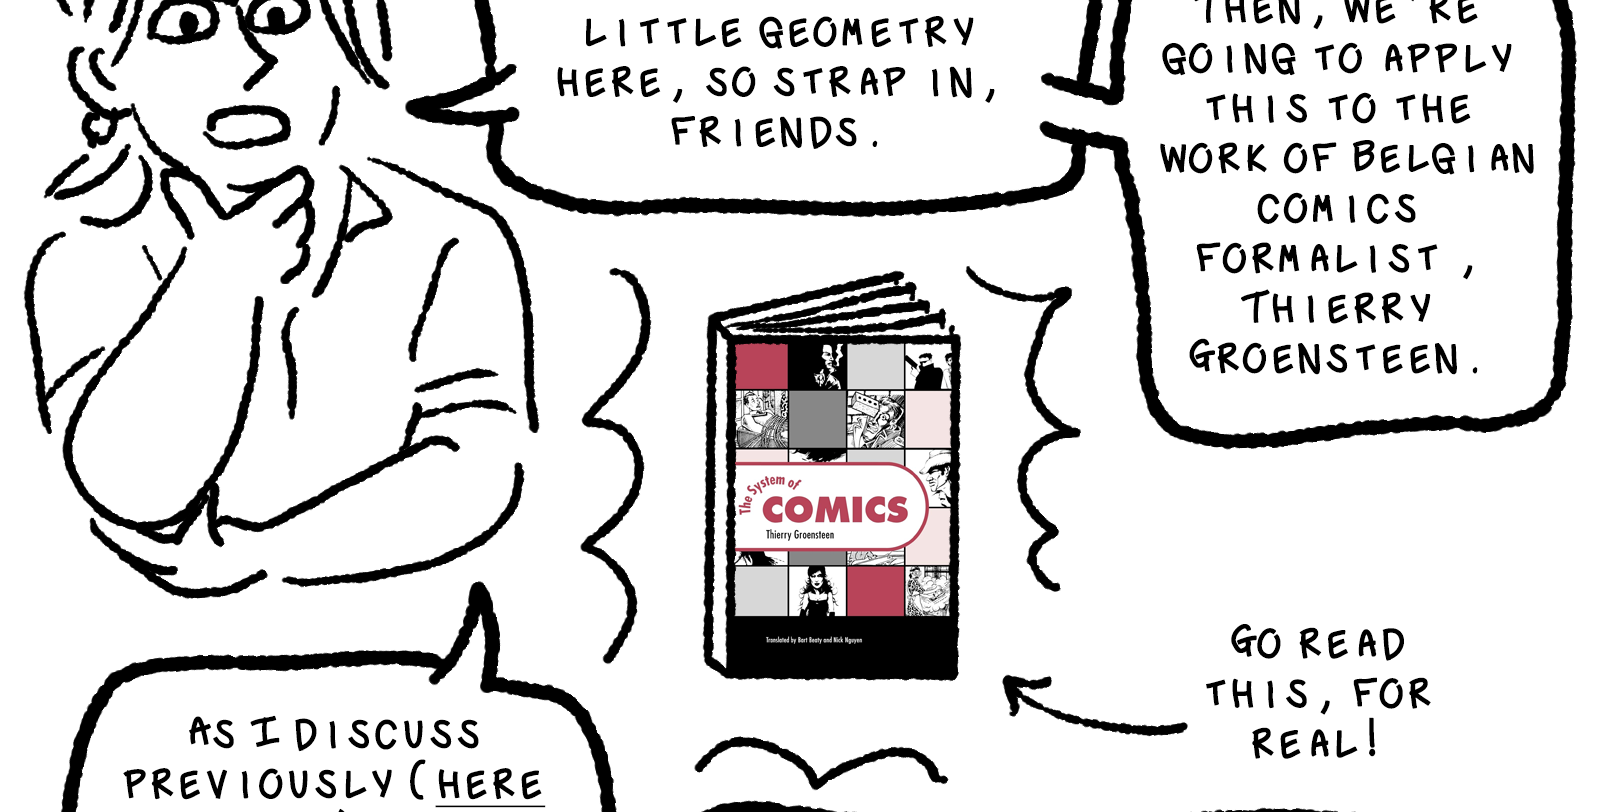 LITTLE GEOMETRY
HERE, SO STRAP IN,
FRIENDS.
THEN, WE'RE
GOING TO APPLY
THIS TO THE
WORK OF BELGIAN
COMICS
FORMALIST ,
THIERRY
GROENSTEEN.
The System of
COMICS
Thierry Groensteen
Translated by Bart Beaty and Nick Nguyen
GO READ
THIS, FOR
REAL!
AS I DISCUSS
PREVIOUSLY (HERE